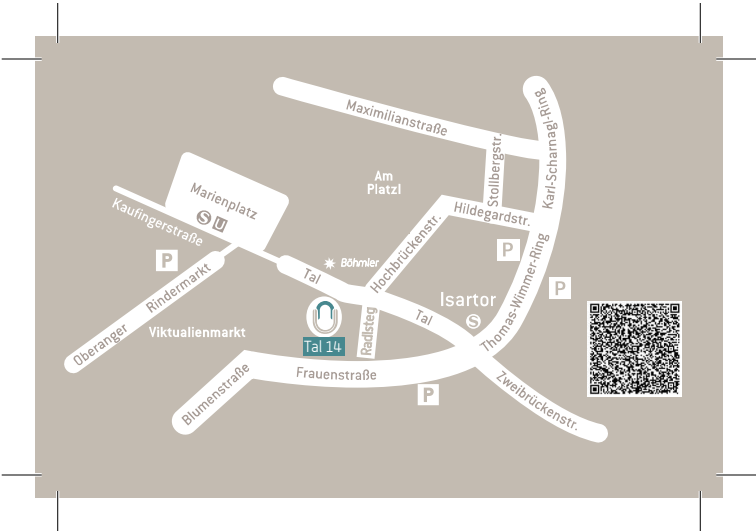 Maximilianstraße
Karl-Scharnagl-Ring
Stollbergstr.
Am
Platzl
Marienplatz
S U
Kaufingerstraße
Hildegardstr.
Hochbrückenstr.
P
P
P
Thomas-Wimmer-Ring
Böhmler
Tal
Rindermarkt
Oberanger
Isartor
S
Tal
Viktualienmarkt
Radlsteg
Tal 14
Frauenstraße
Blumenstraße
P
Zweibrückenstr.